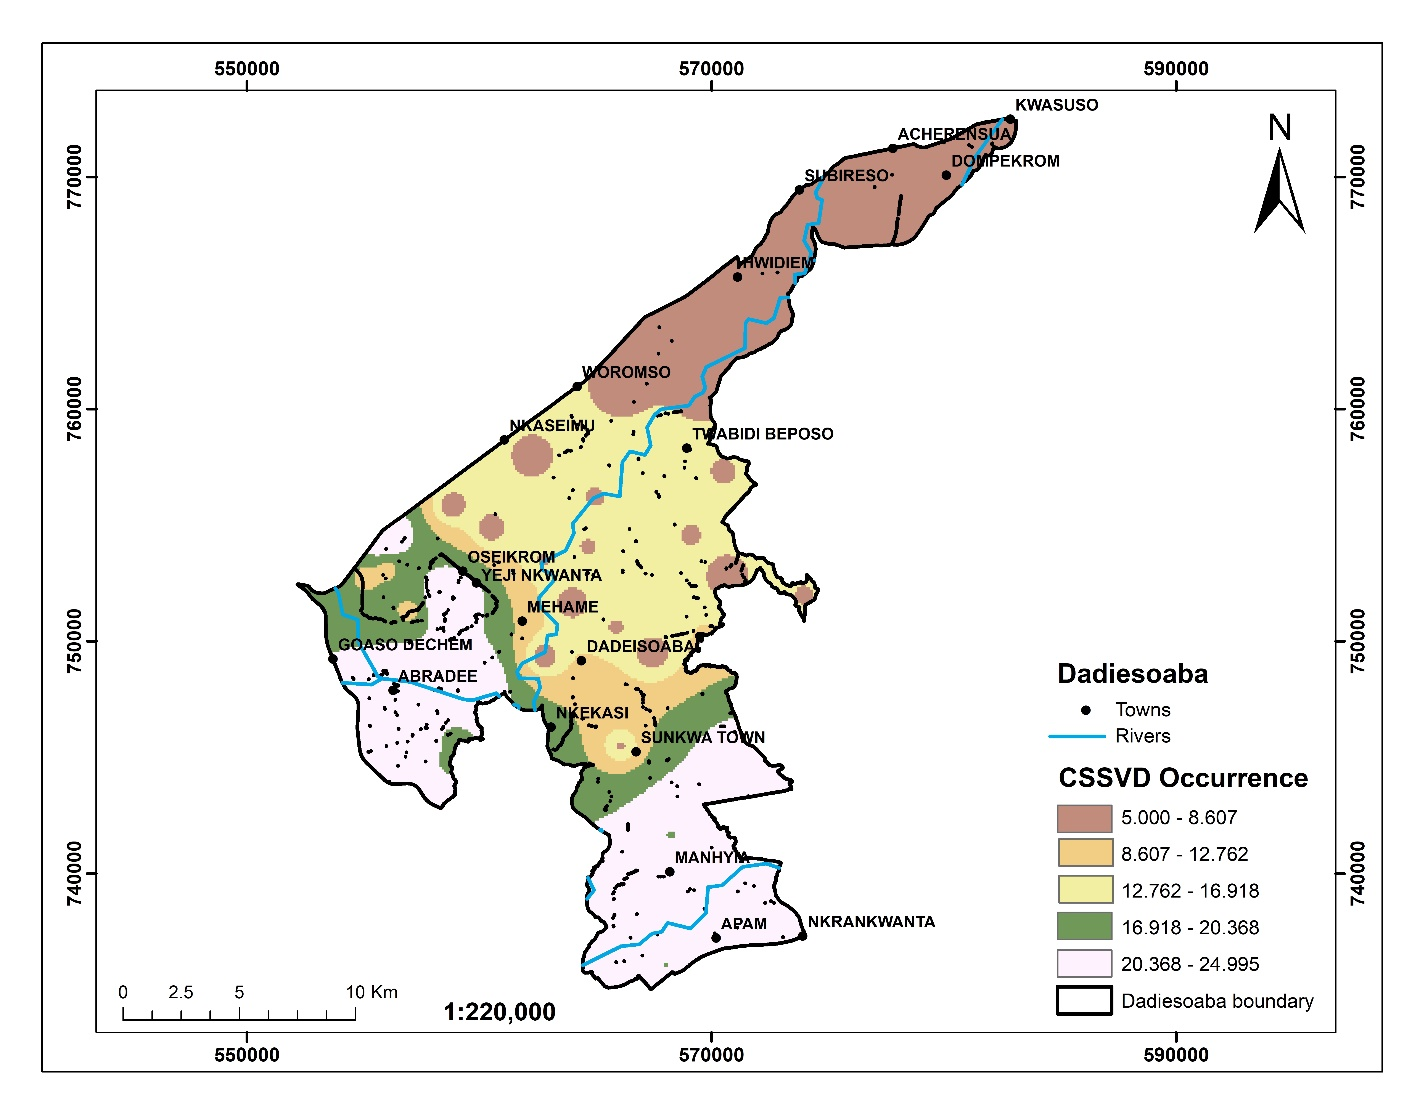 550000
570000
590000
KWASUSO
ACHERENSUA
N
770000
DOMPEKROM
770000
SUBIRESO
HWIDIEM
WOROMSO
760000
760000
NKASEIMU
TWABIDI BEPOSO
OSEIKROM
YEJI NKWANTA
MEHAME
750000
GOASO DECHEM
DADEISOABA
750000
ABRADEE
Dadiesoaba
NKEKASI
Towns
SUNKWA TOWN
Rivers
CSSVD Occurrence
5.000 - 8.607
8.607 - 12.762
740000
MANHYIA
740000
12.762 - 16.918
APAM
NKRANKWANTA
16.918 - 20.368
20.368 - 24.995
0 2.5 5 10 Km
1:220,000
Dadiesoaba boundary
550000
570000
590000